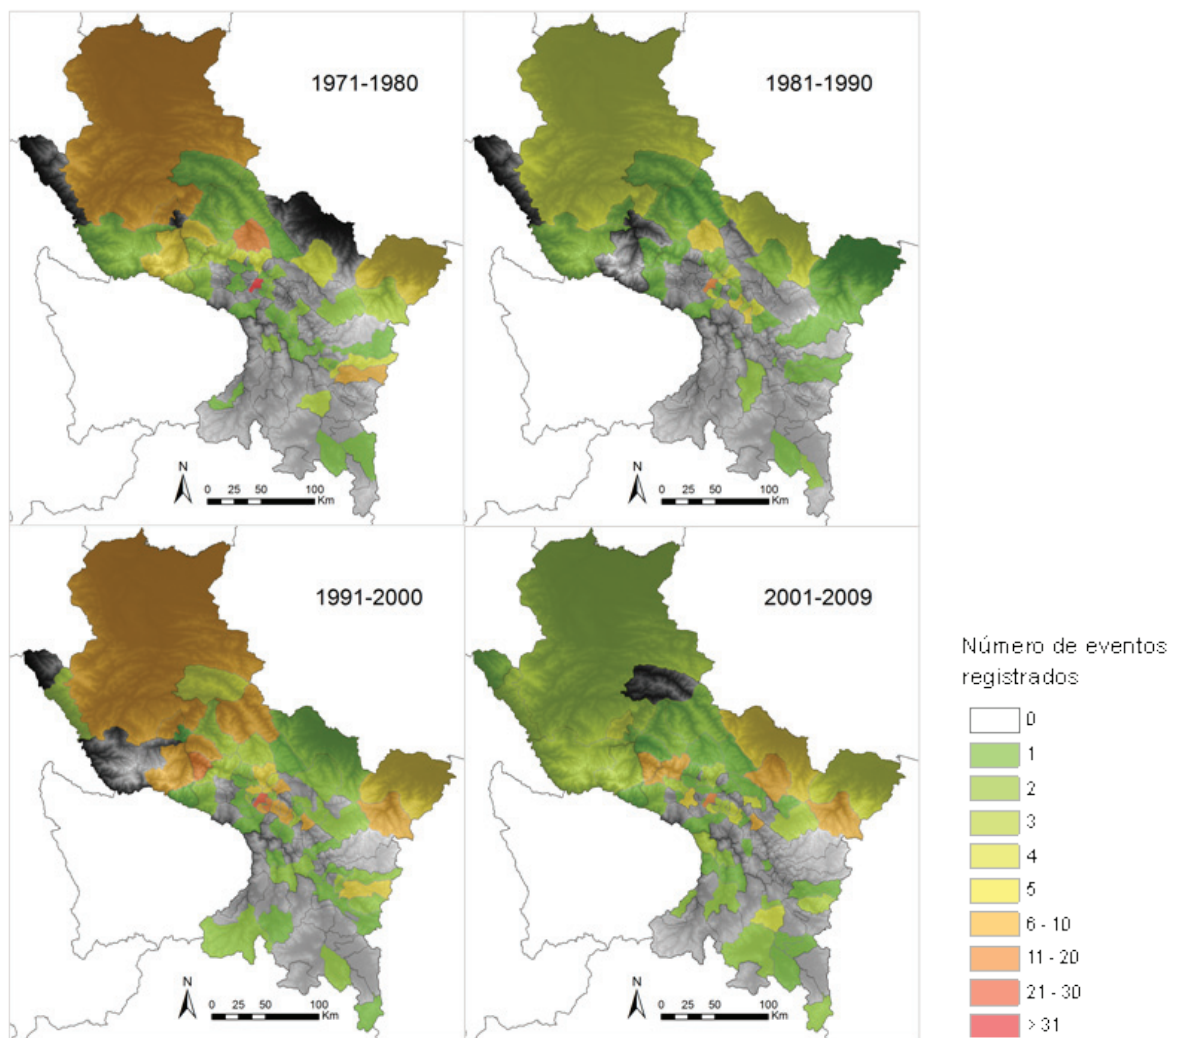 1971-1980
1981-1990
N
0 25 50 100
Km
N
0 25 50 100
Km
1991-2000
2001-2009
N
0 25 50 100
Km
N
0 25 50 100
Km
Número de eventos
registrados
0
1
2
3
4
5
6 - 10
11 - 20
21 - 30
> 31